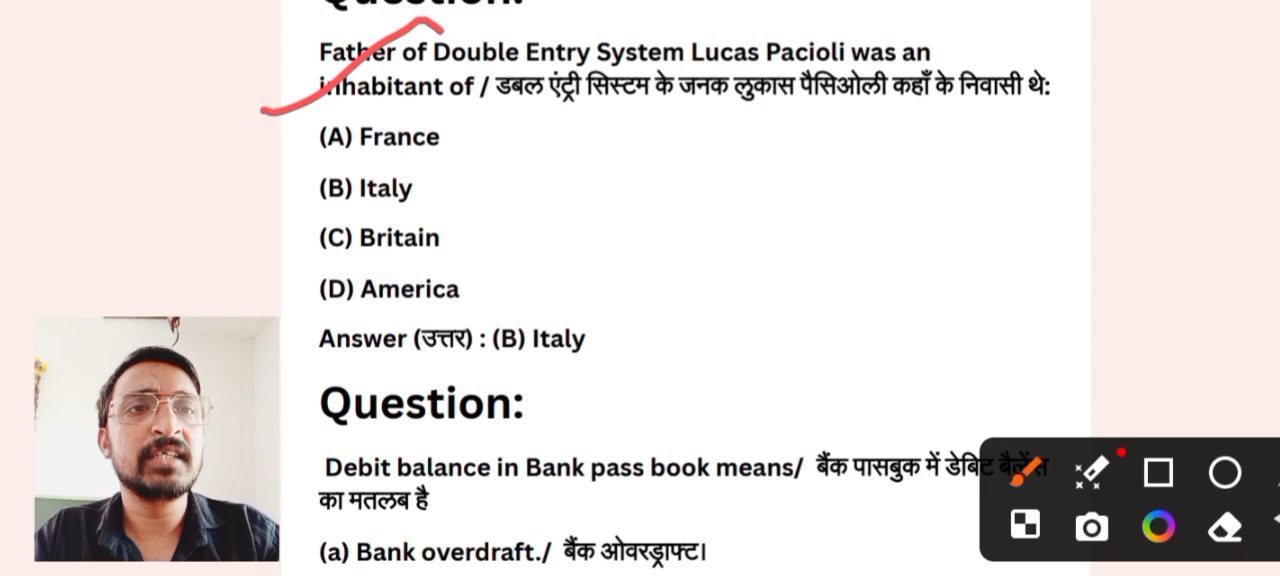 Question:
Father of Double Entry System Lucas Pacioli was an
inhabitant of / डबल एंट्री सिस्टम के जनक लुकास पैसिओली कहाँ के निवासी थे:
(A) France
(B) Italy
(C) Britain
(D) America
Answer (उत्तर) : (B) Italy
Question:
Debit balance in Bank pass book means/ बैंक पासबुक में डेबिट बैलेंस
का मतलब है
(a) Bank overdraft./ बैंक ओवरड्राफ्ट।